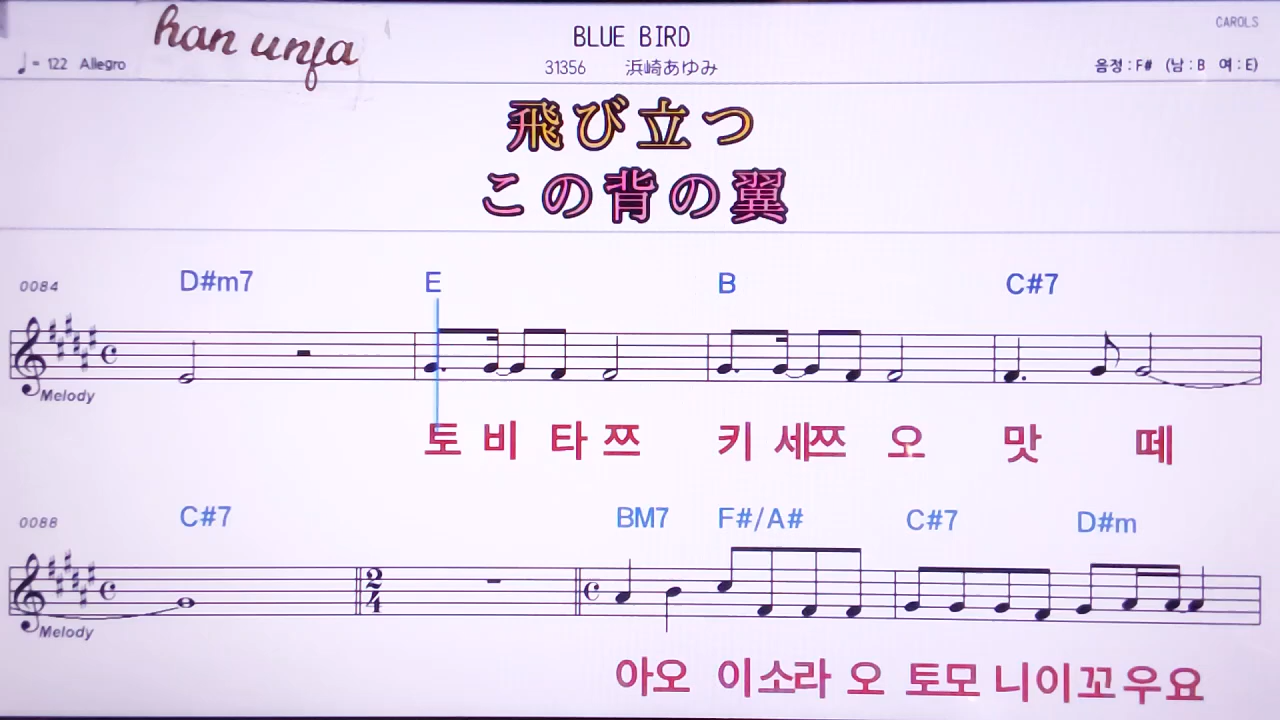 han unja
BLUE BIRD
CAROLS
♩= 122 Allegro
31356 浜崎あゆみ
음정 : F# (남 : B 여 : E)
飛び立つ
この背の翼
0084 D#m7 E B C#7
Melody
토 비 타 쯔 키 세쯔 오 맛 떼
0088 C#7 BM7 F#/A# C#7 D#m
2
4
Melody
아오 이소라 오 토모 니이꼬우요